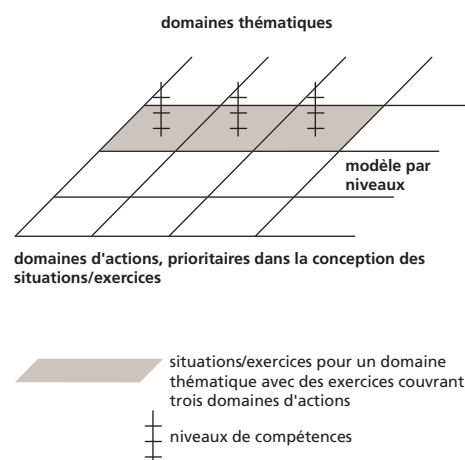 domaines thématiques
modèle par
niveaux
domaines d'actions, prioritaires dans la conception des
situations/exercices
situations/exercices pour un domaine
thématique avec des exercices couvrant
trois domaines d'actions
niveaux de compétences